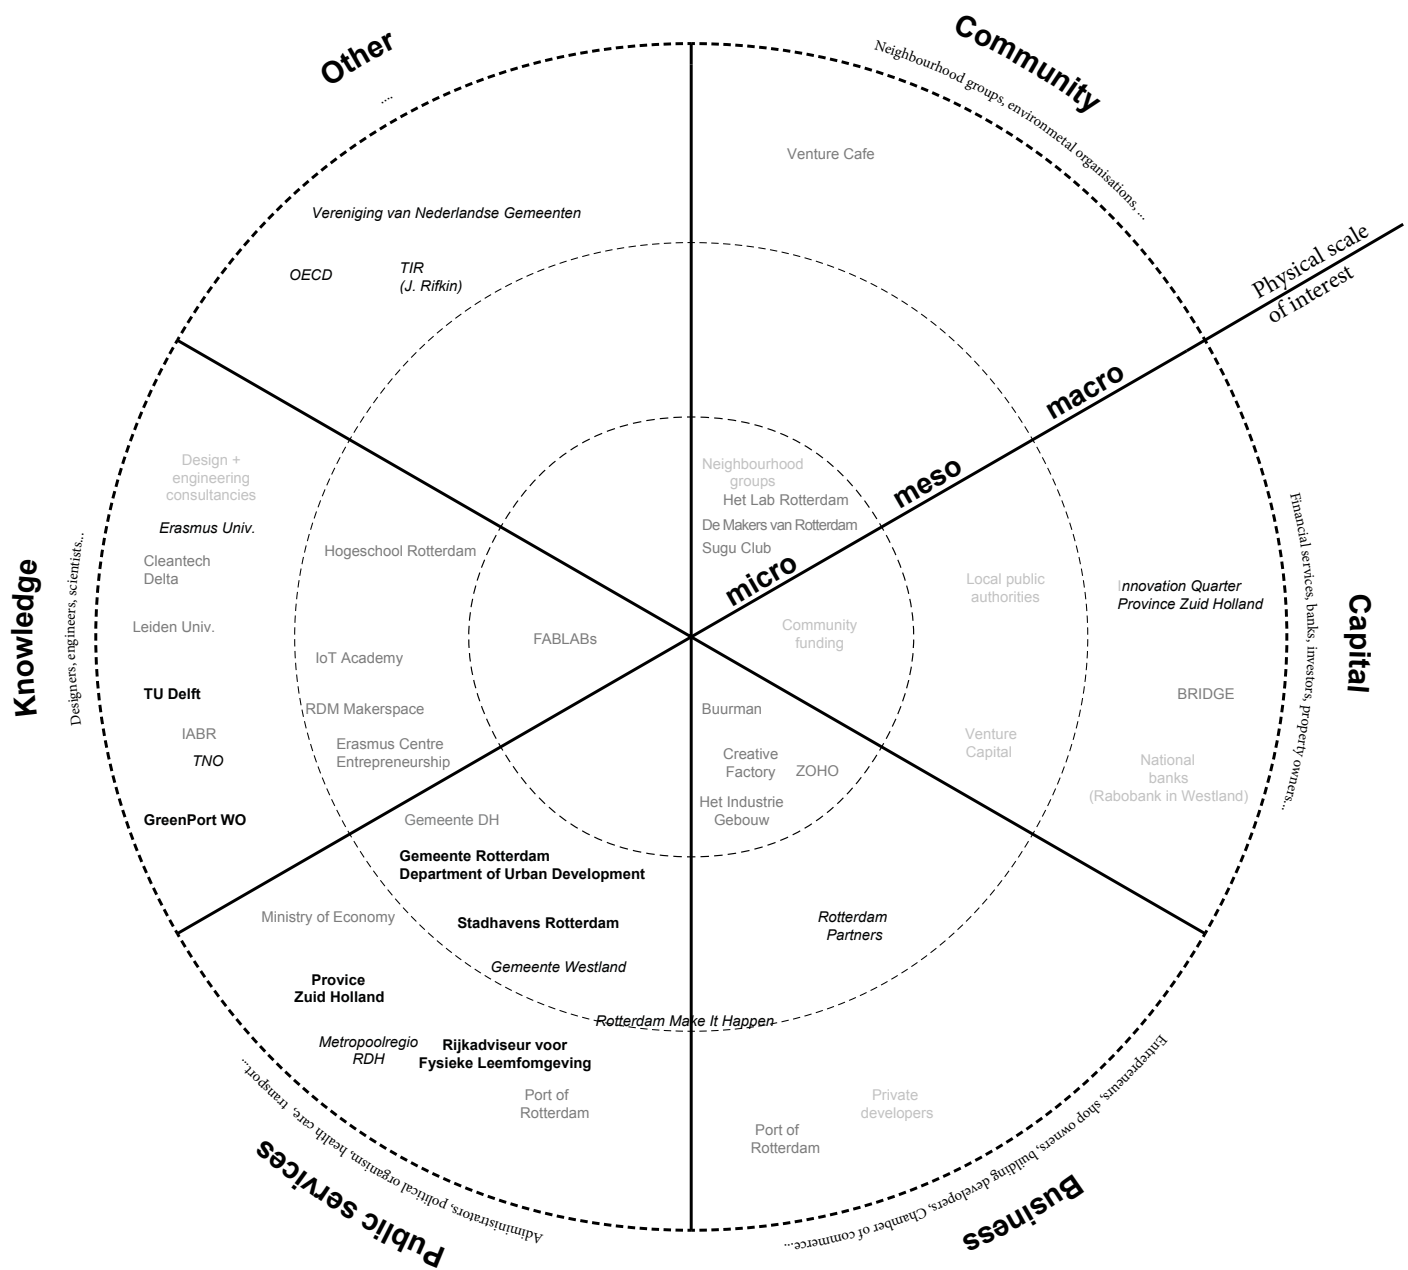 Other
....
Community
Neighbourhood groups, environmetal organisations, ...
Venture Cafe
Vereniging van Nederlandse Gemeenten
OECD
TIR
(J. Rifkin)
Physical scale
of interest
macro
meso
micro
Neighbourhood
groups
Het Lab Rotterdam
De Makers van Rotterdam
Sugu Club
Knowledge
Designers, engineers, scientists...
Design +
engineering
consultancies
Erasmus Univ.
Cleantech
Delta
Leiden Univ.
TU Delft
IABR
TNO
GreenPort WO
Hogeschool Rotterdam
IoT Academy
RDM Makerspace
Erasmus Centre
Entrepreneurship
FABLABs
Capital
Financial services, banks, investors, property owners...
Local public
authorities
Community
funding
Innovation Quarter
Province Zuid Holland
BRIDGE
Venture
Capital
National
banks
(Rabobank in Westland)
Buurman
Creative
Factory
ZOHO
Het Industrie
Gebouw
Rotterdam
Partners
Rotterdam Make It Happen
Private
developers
Port of
Rotterdam
Business
Entrepreneurs, shop owners, building developers, Chamber of commerce...
Gemeente DH
Gemeente Rotterdam
Department of Urban Development
Ministry of Economy
Stadhavens Rotterdam
Gemeente Westland
Provice
Zuid Holland
Metropoolregio
RDH
Rijkadviseur voor
Fysieke Leemfomgeving
Port of
Rotterdam
Public services
Administrators, political organism, health care, transport...